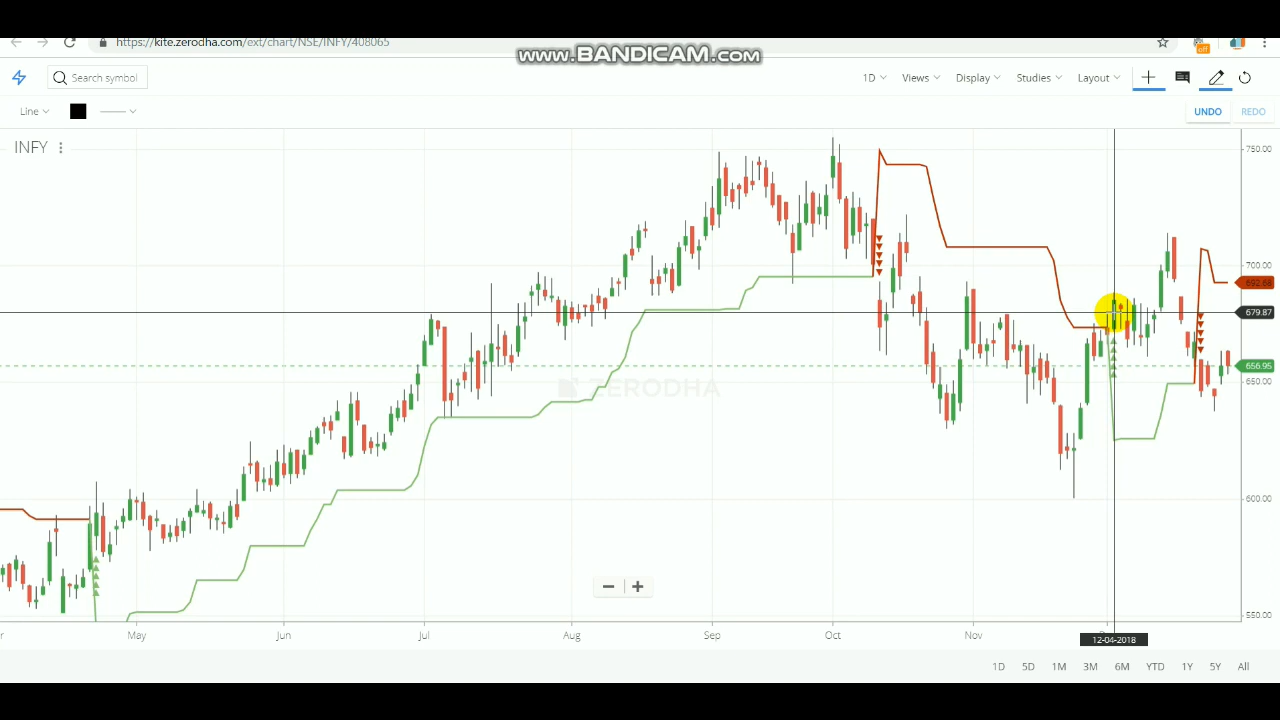 https://kite.zerodha.com/ext/chart/NSE/INFY/408065
www.BANDICAM.com
off
Search symbol
1D Views Display Studies Layout
Line
UNDO REDO
INFY
750.00
700.00
692.68
679.87
656.95
650.00
ZERODHA
600.00
550.00
May Jun Jul Aug Sep Oct Nov
12-04-2018
1D 5D 1M 3M 6M YTD 1Y 5Y All